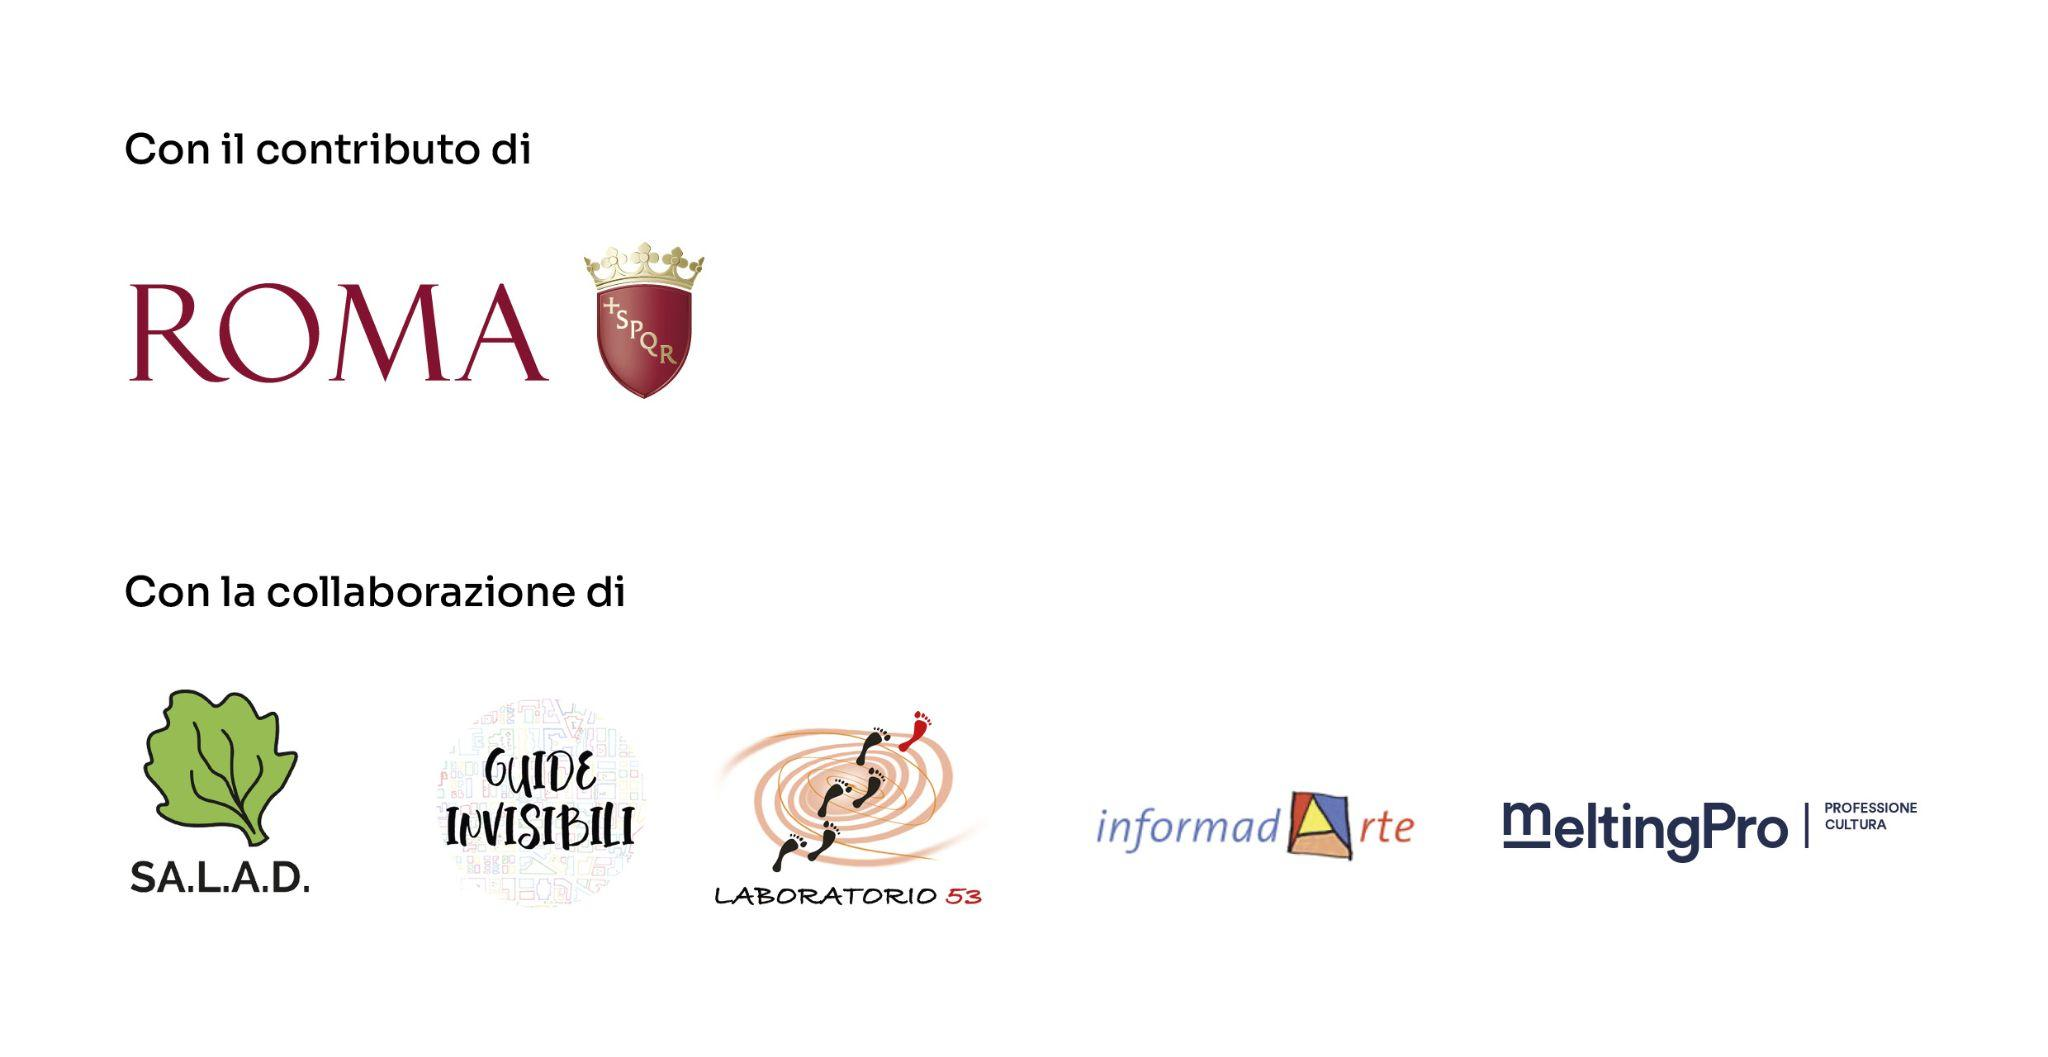 Con il contributo di
ROMA
SPQR
Con la collaborazione di
SA.L.A.D.
GUIDE
INVISIBILI
LABORATORIO 53
informadArte
meltingPro
PROFESSIONE
CULTURA